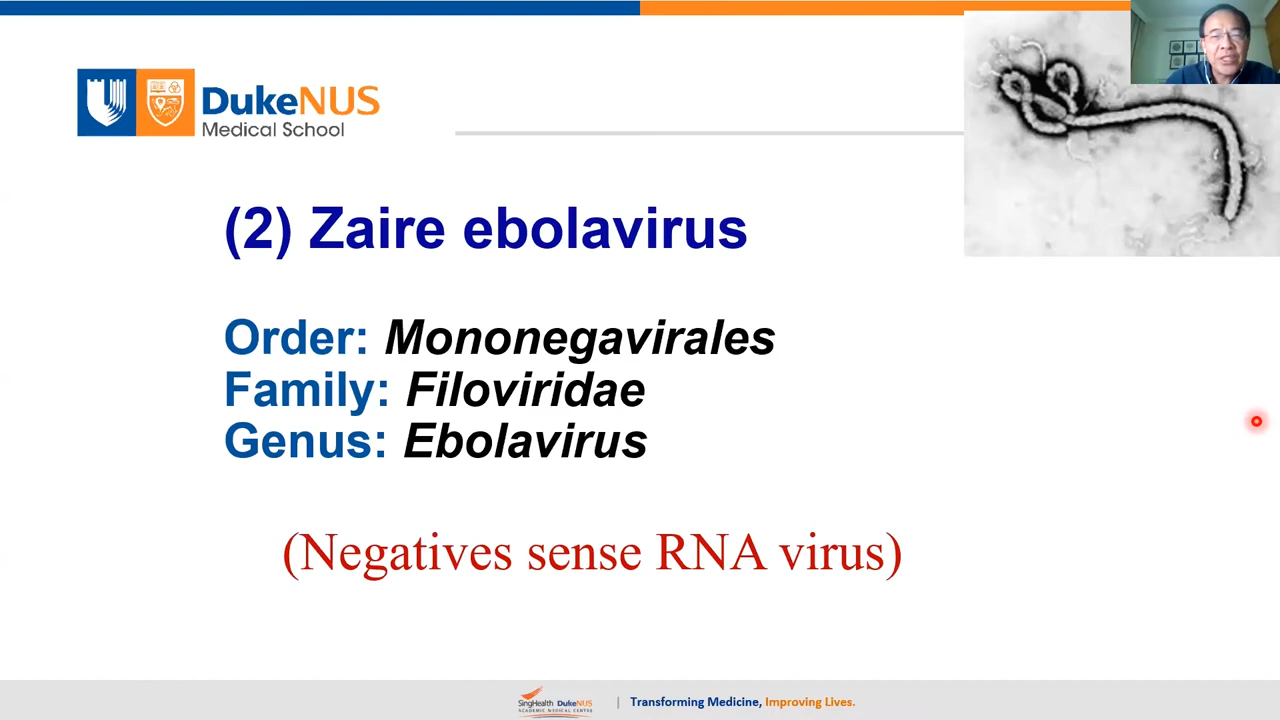 DukeNUS
Medical School
(2) Zaire ebolavirus
Order: Mononegavirales
Family: Filoviridae
Genus: Ebolavirus
(Negatives sense RNA virus)
SingHealth DukeNUS
ACADEMIC MEDICAL CENTRE
| Transforming Medicine, Improving Lives.